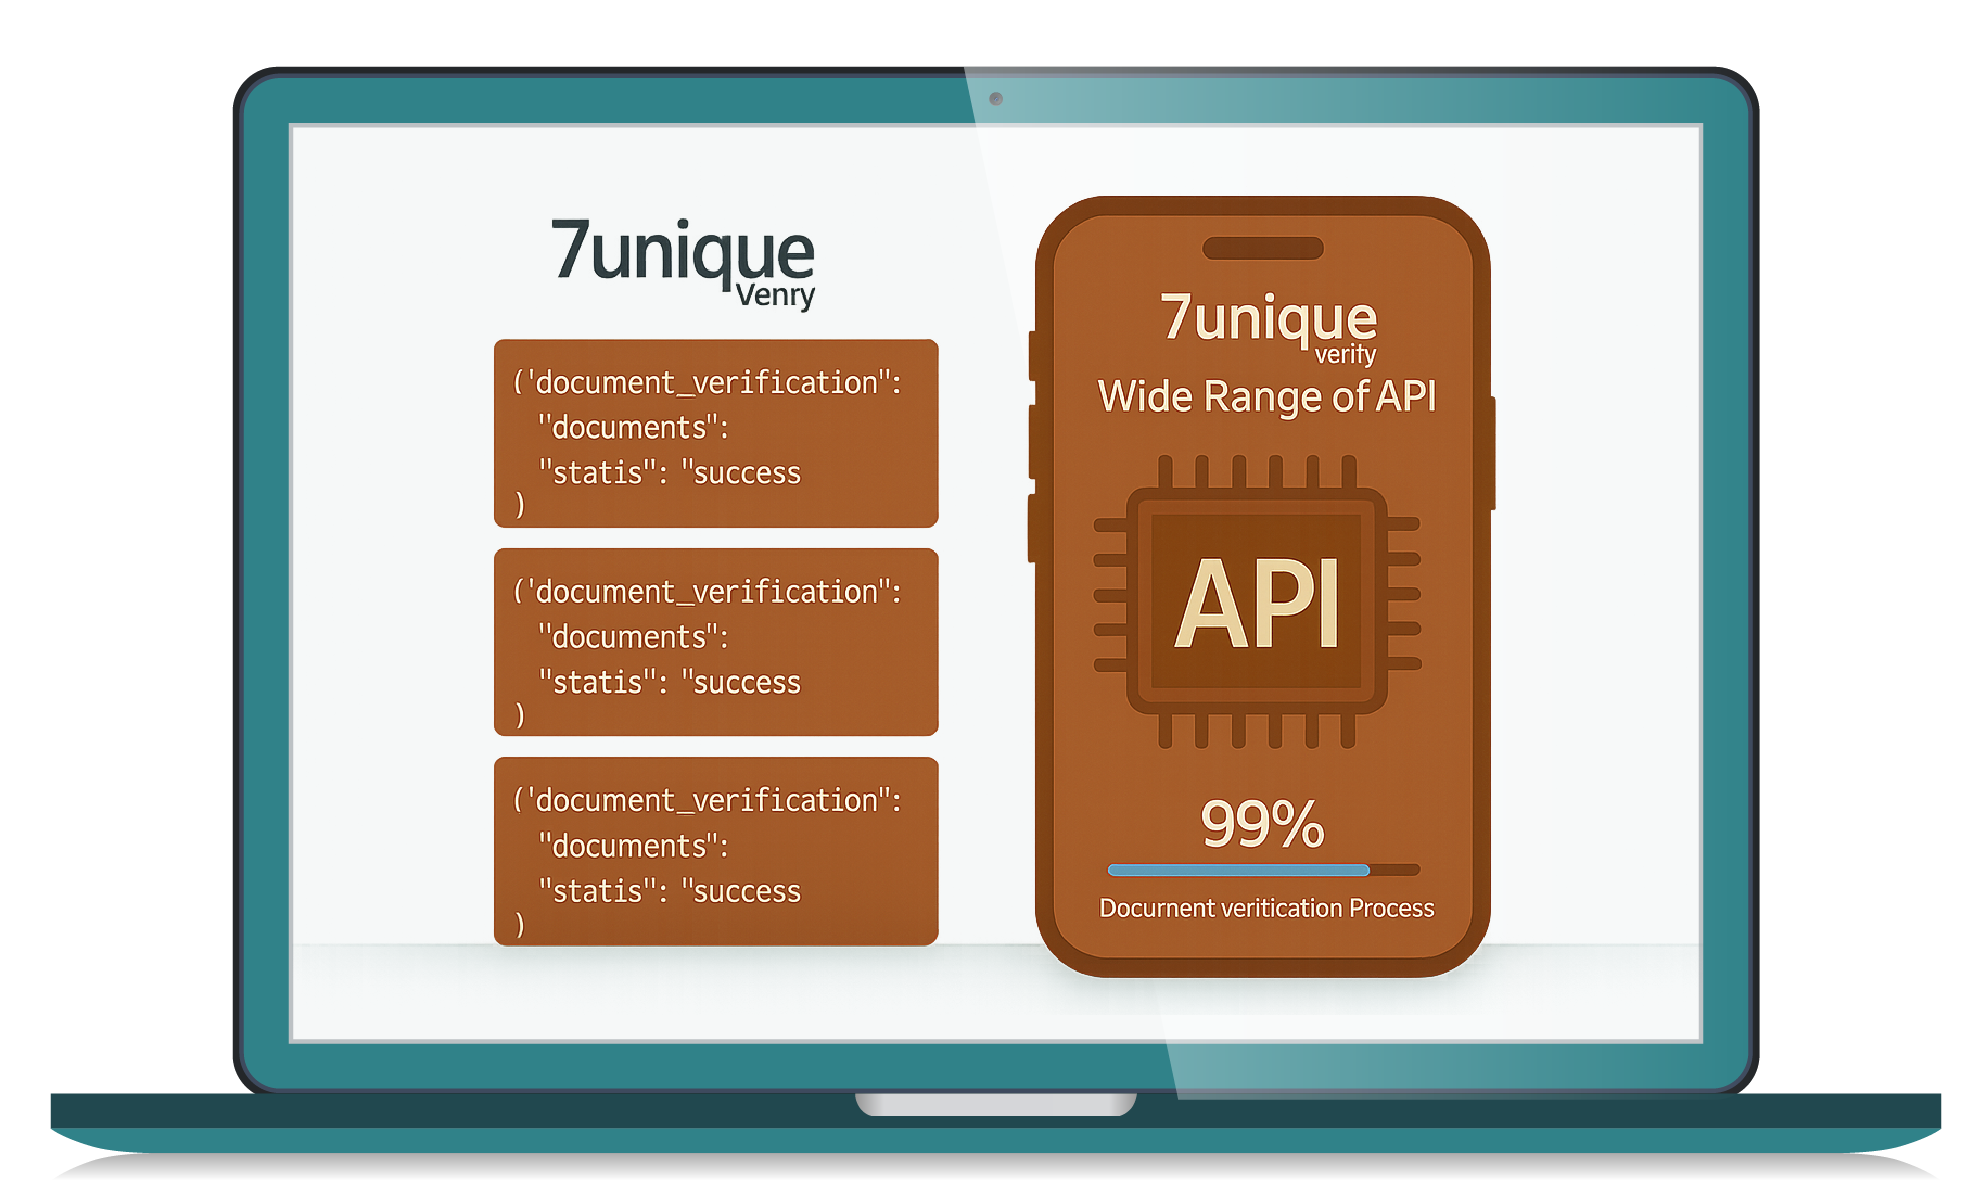 7unique
Venry
('document_verification":
"documents":
"statis": "success
)
('document_verification":
"documents":
"statis": "success
)
('document_verification":
"documents":
"statis": "success
)
7unique
verity
Wide Range of API
API
99%
Docurnent veritication Process